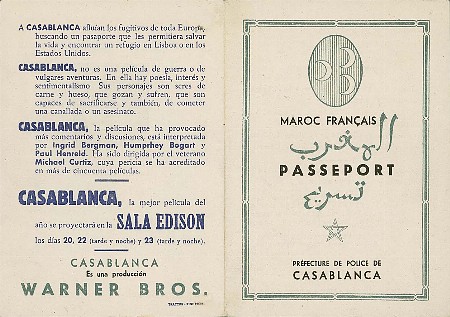 A CASABLANCA afluían los fugitivos de toda Europa,
buscando un pasaporte que les permitiera salvar
la vida y encontrar un refugio en Lisboa o en los
Estados Unidos.
CASABLANCA, no es una película de guerra o de
vulgares aventuras. En ella hay poesía, interés y
sentimentalismo Sus personajes son seres de
carne y hueso, que gozan y sufren, que son
capaces de sacrificarse y también, de cometer
una canallada o un asesinato.
CASABLANCA, la película que ha provocado
más comentarios y discusiones, está interpretada
por Ingrid Bergman, Humphrey Bogart y
Paul Henreid. Ha sido dirigida por el veterano
Michael Curtiz, cuya pericia se ha acreditado
en más de cincuenta películas.
CASABLANCA, la mejor película del
año se proyectará en la SALA EDISON
los días 20, 22 (tarde y noche) y 23 (tarde y noche).
CASABLANCA
Es una producción
WARNER BROS.
MAROC FRANÇAIS
المغرب
PASSEPORT
PRÉFECTURE DE POLICE DE
CASABLANCA